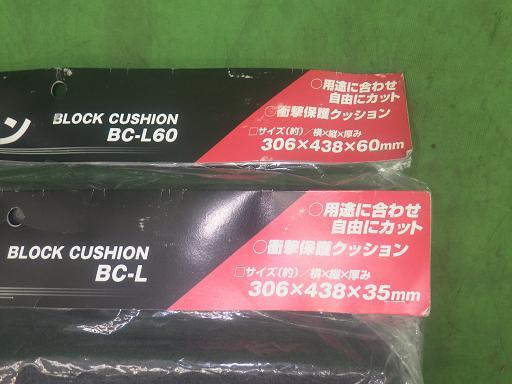 ン
BLOCK CUSHION
BC-L60
○用途に合わせ
自由にカット
○衝撃保護クッション
□サイズ(約)/横×縦×厚み
306×438×60mm
BLOCK CUSHION
BC-L
○用途に合わせ
自由にカット
○衝撃保護クッション
□サイズ(約)/横×縦×厚み
306×438×35mm